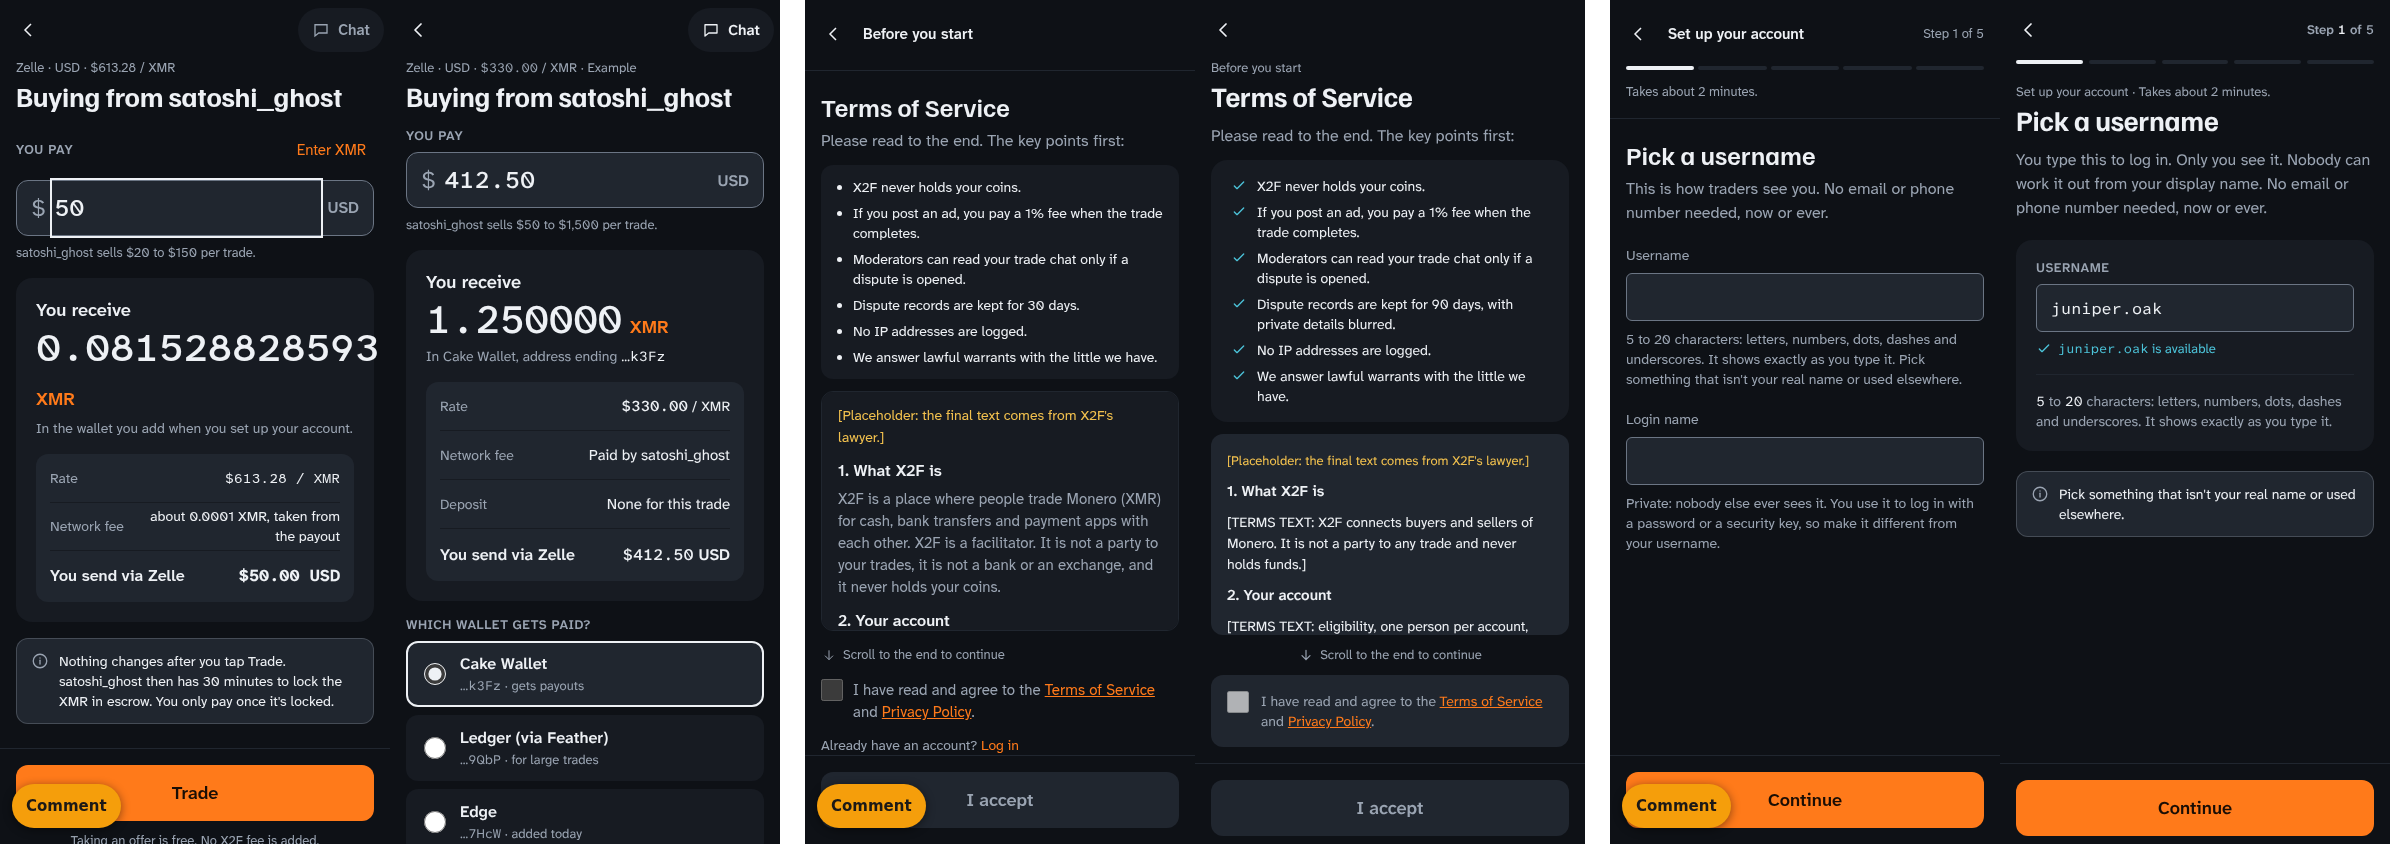 Chat
Zelle · USD · $613.28 / XMR
Buying from satoshi_ghost
YOU PAY
Enter XMR
$ 50 USD
satoshi_ghost sells $20 to $150 per trade.
You receive
0.081528828593
XMR
In the wallet you add when you set up your account.
Rate $613.28 / XMR
Network fee about 0.0001 XMR, taken from
the payout
You send via Zelle $50.00 USD
Nothing changes after you tap Trade.
satoshi_ghost then has 30 minutes to lock the
XMR in escrow. You only pay once it's locked.
Trade
Comment
Taking an offer is free. No X2F fee is added.
Chat
Zelle · USD · $330.00 / XMR · Example
Buying from satoshi_ghost
YOU PAY
$ 412.50 USD
satoshi_ghost sells $50 to $1,500 per trade.
You receive
1.250000 XMR
In Cake Wallet, address ending …k3Fz
Rate $330.00 / XMR
Network fee Paid by satoshi_ghost
Deposit None for this trade
You send via Zelle $412.50 USD
WHICH WALLET GETS PAID?
Cake Wallet
…k3Fz · gets payouts
Ledger (via Feather)
…9QbP · for large trades
Edge
…7HcW · added today
Before you start
Terms of Service
Please read to the end. The key points first:
• X2F never holds your coins.
• If you post an ad, you pay a 1% fee when the trade
completes.
• Moderators can read your trade chat only if a
dispute is opened.
• Dispute records are kept for 30 days.
• No IP addresses are logged.
• We answer lawful warrants with the little we have.
[Placeholder: the final text comes from X2F's
lawyer.]
1. What X2F is
X2F is a place where people trade Monero (XMR)
for cash, bank transfers and payment apps with
each other. X2F is a facilitator. It is not a party to
your trades, it is not a bank or an exchange, and
it never holds your coins.
2. Your account
Scroll to the end to continue
I have read and agree to the Terms of Service
and Privacy Policy.
Already have an account? Log in
I accept
Comment
Before you start
Terms of Service
Please read to the end. The key points first:
X2F never holds your coins.
If you post an ad, you pay a 1% fee when the
trade completes.
Moderators can read your trade chat only if a
dispute is opened.
Dispute records are kept for 90 days, with
private details blurred.
No IP addresses are logged.
We answer lawful warrants with the little we
have.
[Placeholder: the final text comes from X2F's lawyer.]
1. What X2F is
[TERMS TEXT: X2F connects buyers and sellers of
Monero. It is not a party to any trade and never
holds funds.]
2. Your account
[TERMS TEXT: eligibility, one person per account,
Scroll to the end to continue
I have read and agree to the Terms of Service
and Privacy Policy.
I accept
Set up your account Step 1 of 5
Takes about 2 minutes.
Pick a username
This is how traders see you. No email or phone
number needed, now or ever.
Username
5 to 20 characters: letters, numbers, dots, dashes and
underscores. It shows exactly as you type it. Pick
something that isn't your real name or used elsewhere.
Login name
Private: nobody else ever sees it. You use it to log in with
a password or a security key, so make it different from
your username.
Continue
Comment
Step 1 of 5
Set up your account · Takes about 2 minutes.
Pick a username
You type this to log in. Only you see it. Nobody can
work it out from your display name. No email or
phone number needed, now or ever.
USERNAME
juniper.oak
juniper.oak is available
5 to 20 characters: letters, numbers, dots, dashes
and underscores. It shows exactly as you type it.
Pick something that isn't your real name or used
elsewhere.
Continue